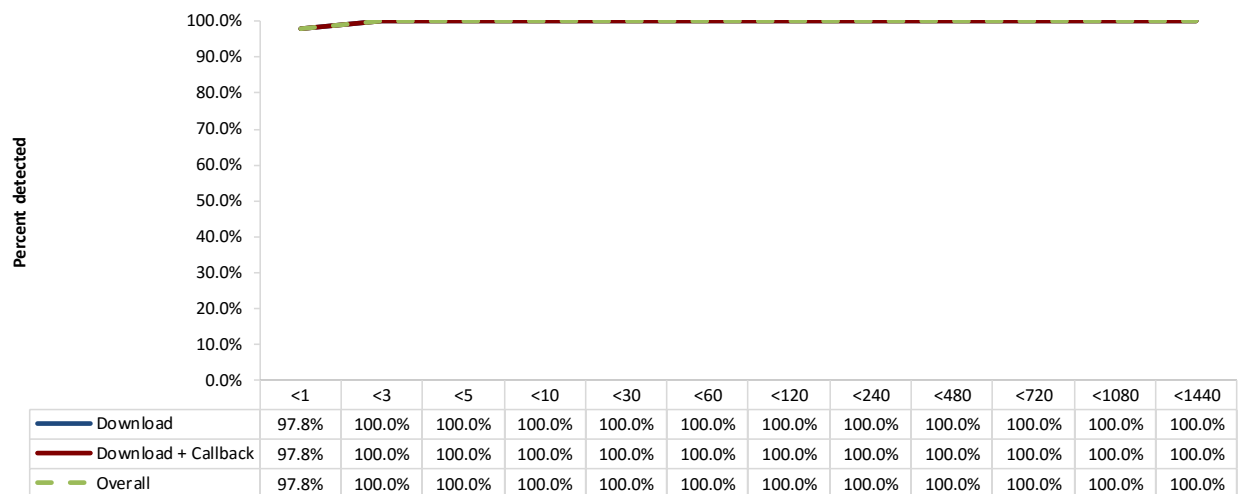 100.0%
90.0%
80.0%
70.0%
60.0%
50.0%
40.0%
30.0%
20.0%
10.0%
0.0%
Percent detected
<1 <3 <5 <10 <30 <60 <120 <240 <480 <720 <1080 <1440
Download 97.8% 100.0% 100.0% 100.0% 100.0% 100.0% 100.0% 100.0% 100.0% 100.0% 100.0% 100.0%
Download + Callback 97.8% 100.0% 100.0% 100.0% 100.0% 100.0% 100.0% 100.0% 100.0% 100.0% 100.0% 100.0%
Overall 97.8% 100.0% 100.0% 100.0% 100.0% 100.0% 100.0% 100.0% 100.0% 100.0% 100.0% 100.0%